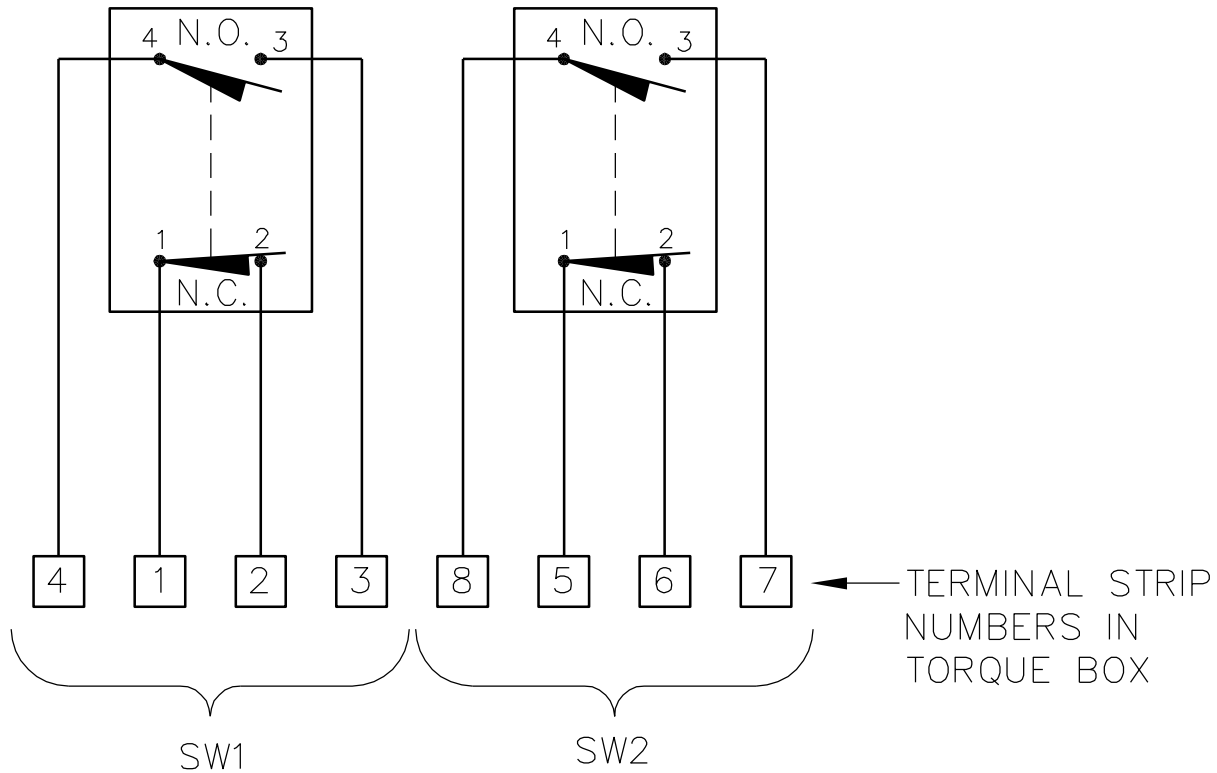 4 N.O. 3
4 N.O. 3
1 2
N.C.
1 2
N.C.
4 1 2 3 8 5 6 7
TERMINAL STRIP
NUMBERS IN
TORQUE BOX
SW1
SW2